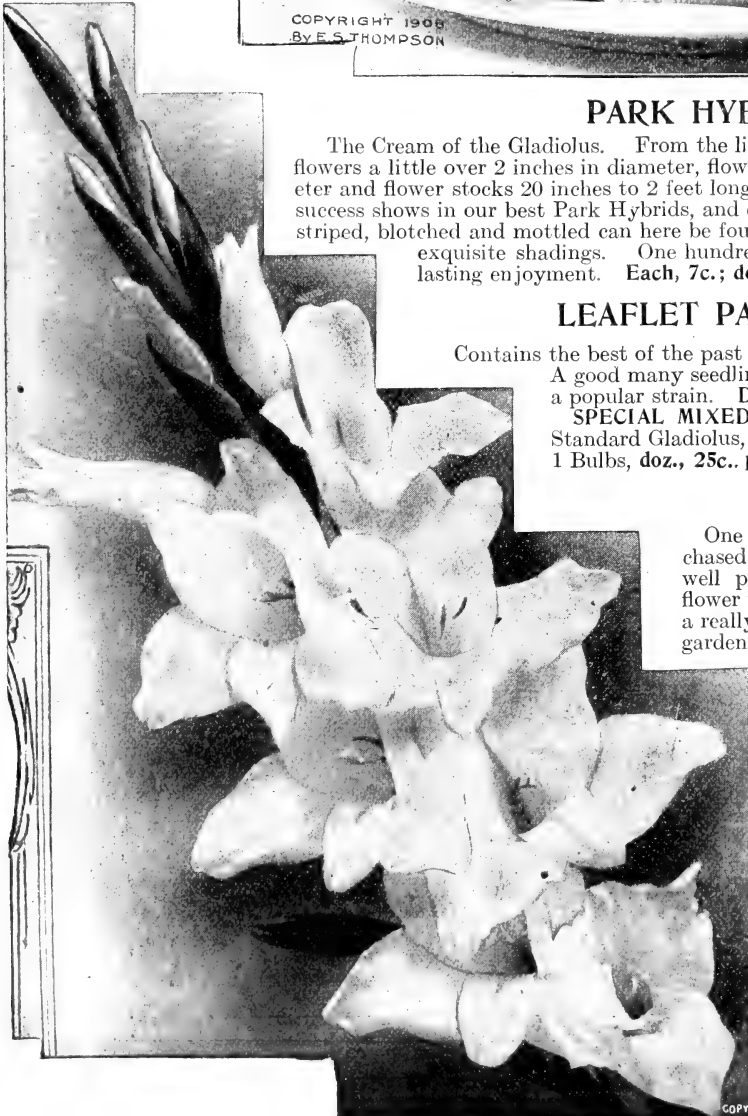 COPYRIGHT 1908
BY E. S. THOMPSON
PARK HYB
The Cream of the Gladiolus. From the li
flowers a little over 2 inches in diameter, flow
eter and flower stocks 20 inches to 2 feet long
success shows in our best Park Hybrids, and
striped, blotched and mottled can here be fou
exquisite shadings. One hundre
lasting enjoyment. Each, 7c.; do
LEAFLET PA
Contains the best of the past
A good many seedlin
a popular strain. D
SPECIAL MIXED
Standard Gladiolus,
1 Bulbs, doz., 25c..
One
chased
well p
flower
a really
garden
COPY